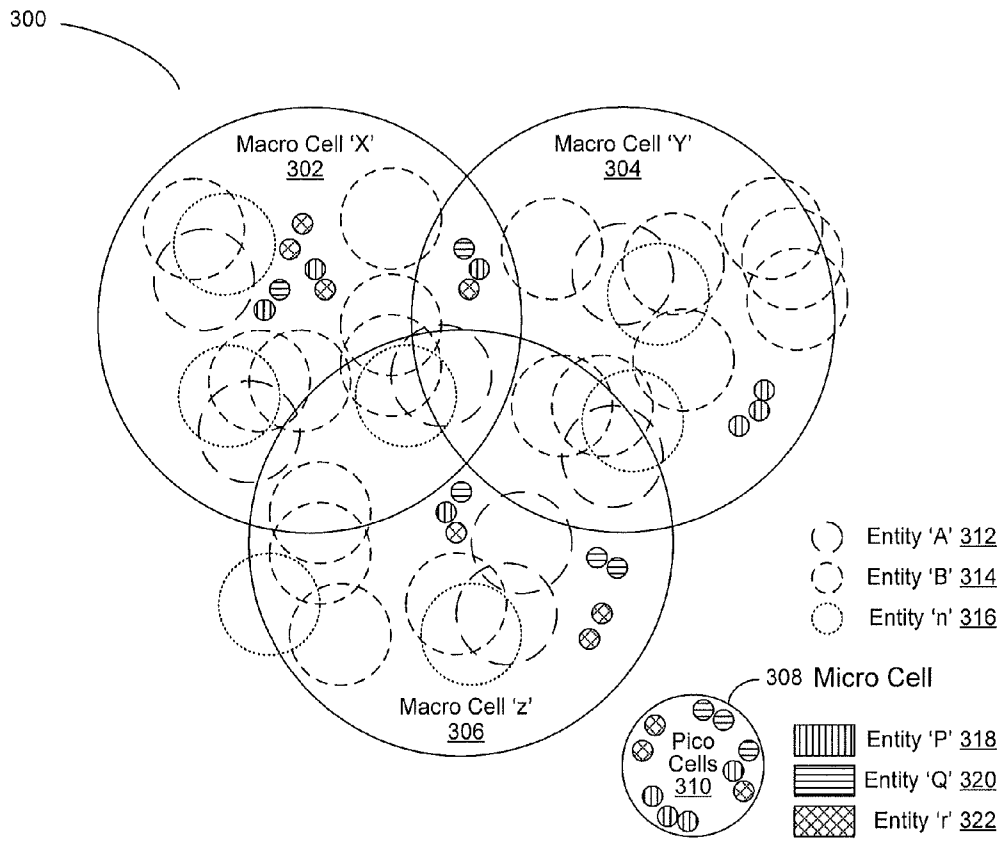 300
Macro Cell ‘X’
302
Macro Cell ‘Y’
304
Entity ‘A’ 312
Entity ‘B’ 314
Entity ‘n’ 316
Macro Cell ‘z’
306
308 Micro Cell
Pico
Cells
310
Entity ‘P’ 318
Entity ‘Q’ 320
Entity ‘r’ 322